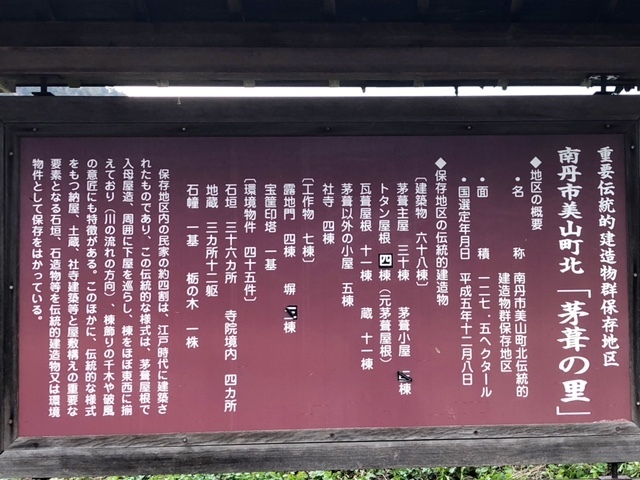 重要伝統的建造物群保存地区
南丹市美山町北「茅葺の里」
◆地区の概要
・名　称　南丹市美山町北伝統的
建造物群保存地区
・面　積　一二七．五ヘクタール
・国選定年月日　平成五年十二月八日
◆保存地区の伝統的建造物
〔建築物　六十八棟〕
茅葺主屋　三十棟　茅葺小屋　棟
トタン屋根　四棟（元茅葺屋根）
瓦葺屋根　十一棟　蔵　十一棟
茅葺以外の小屋　五棟
社寺　四棟
〔工作物　七棟〕
露地門　四棟　塀　棟
宝篋印塔　一基
〔環境物件　四十五件〕
石垣　三十六カ所　寺院境内　四カ所
地蔵　三カ所十二躯
石幢　一基　栃の木　一株
保存地区内の民家の約四割は、江戸時代に建築さ
れたものであり、この伝統的な様式は、茅葺屋根で
入母屋造、周囲に下屋を巡らし、棟をほぼ東西に揃
えており（川の流れの方向）、棟飾りの千木や破風
の意匠にも特徴がある。このほかに、伝統的な様式
をもつ納屋、土蔵、社寺建築等と屋敷構えの重要な
要素となる石垣、石造物等を伝統的建造物又は環境
物件として保存をはかっている。